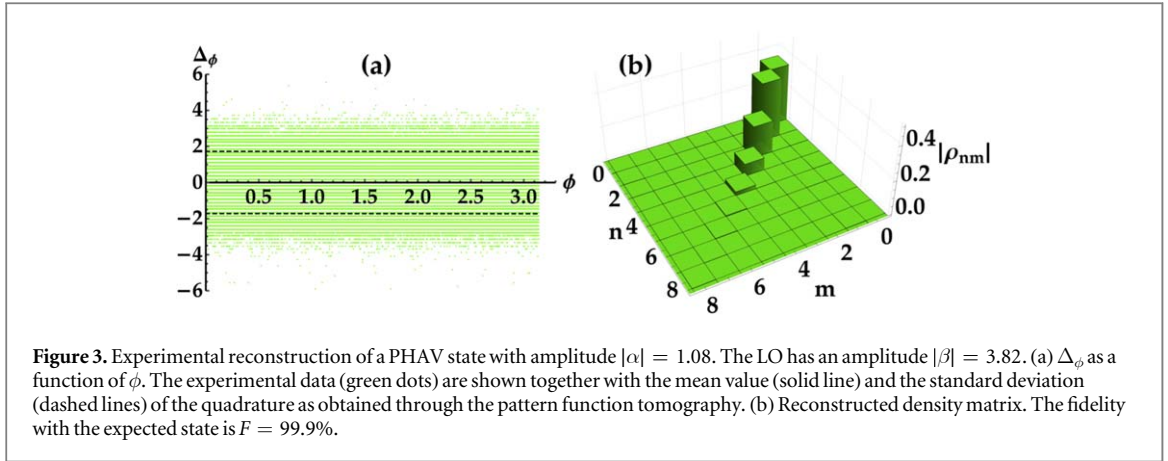 (a)
Δϕ
6
4
2
0
−2
−4
−6
0.5 1.0 1.5 2.0 2.5 3.0 ϕ
(b)
0.4 |ρnm|
0.2
0.0
0
2
n 4
6
8
8 6 4 2 0
m
Figure 3. Experimental reconstruction of a PHAV state with amplitude |α| = 1.08. The LO has an amplitude |β| = 3.82. (a) Δϕ as a
function of ϕ. The experimental data (green dots) are shown together with the mean value (solid line) and the standard deviation
(dashed lines) of the quadrature as obtained through the pattern function tomography. (b) Reconstructed density matrix. The fidelity
with the expected state is F = 99.9%.